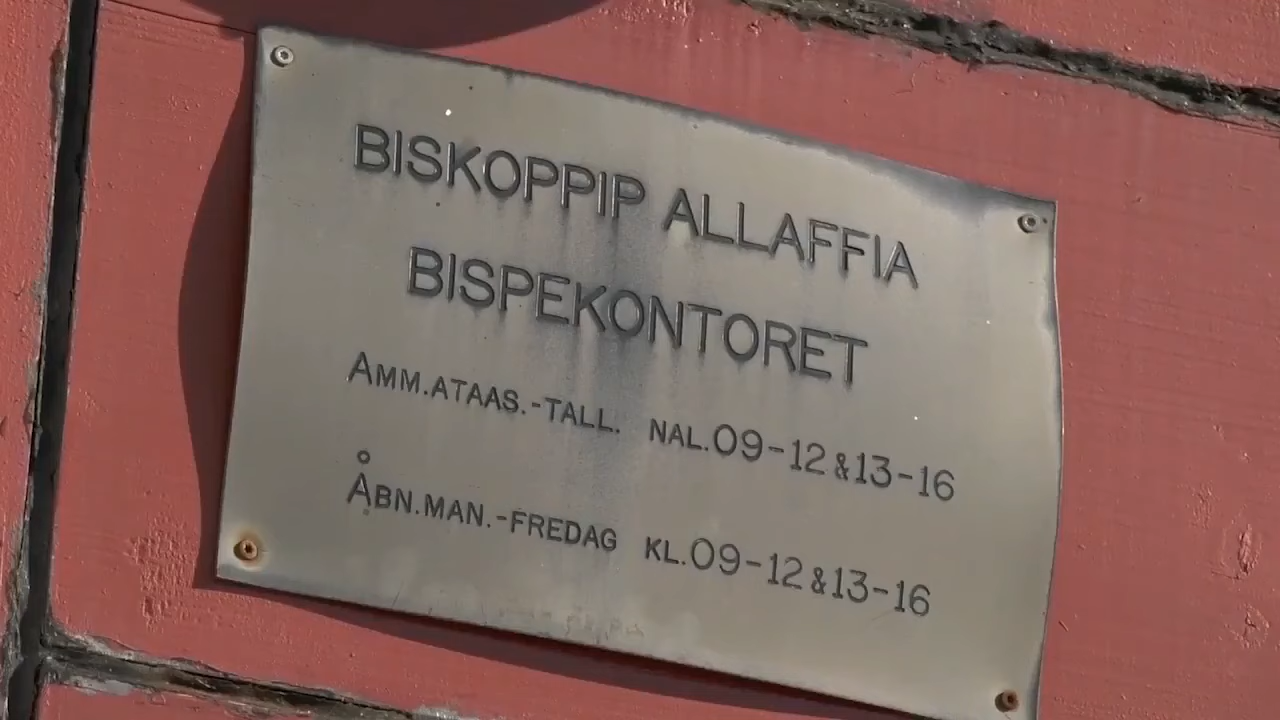 BISKOPPIP ALLAFFIA
BISPEKONTORET
AMM.ATAAS.-TALL. NAL.09-12&13-16
ÅBN.MAN.-FREDAG KL.09-12&13-16